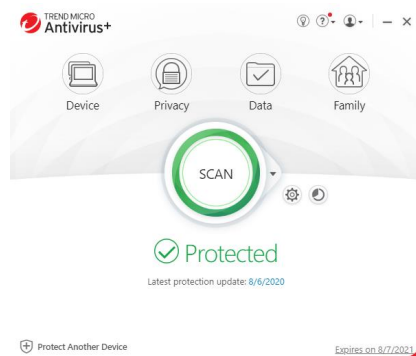 TREND MICRO
Antivirus+
Device
Privacy
Data
Family
SCAN
Protected
Latest protection update: 8/6/2020
Protect Another Device
Expires on 8/7/2021